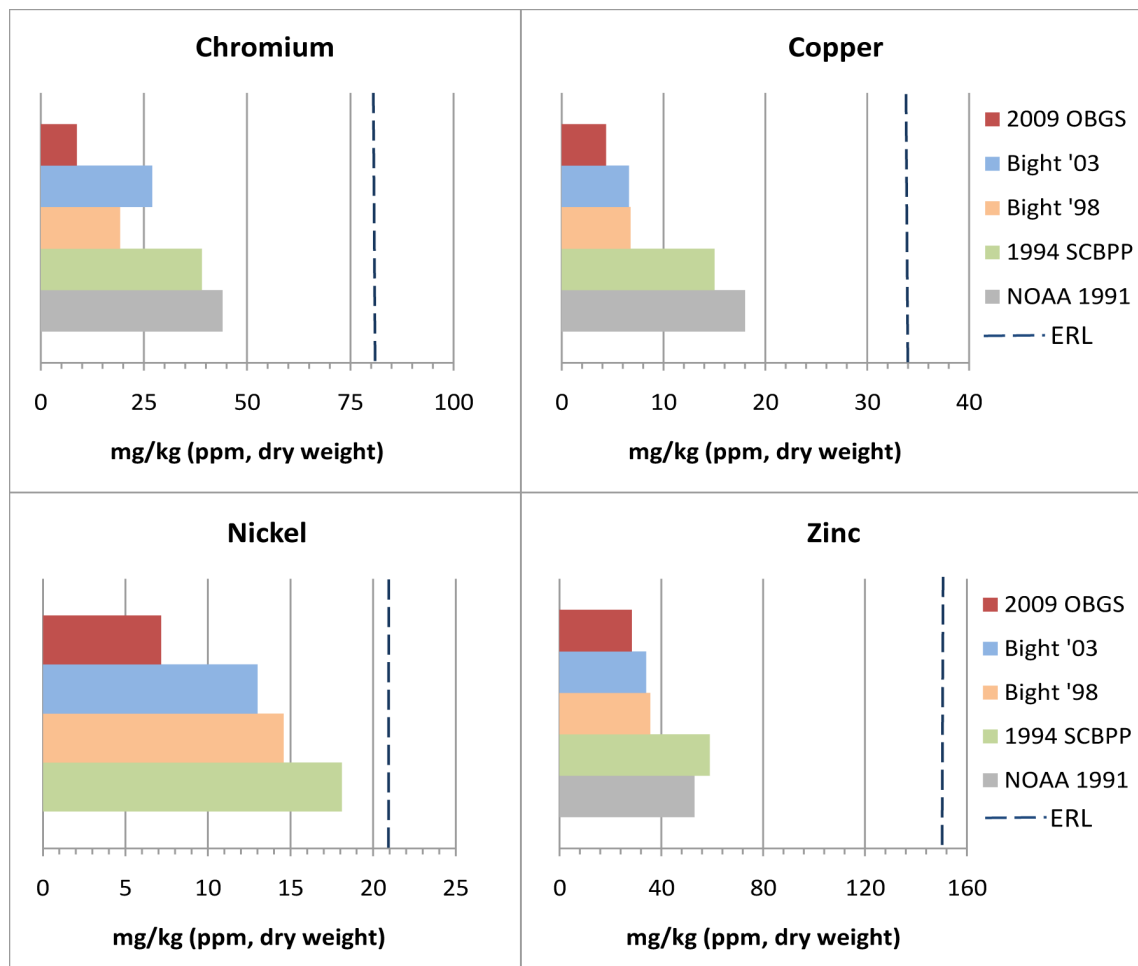 Chromium
0 25 50 75 100
mg/kg (ppm, dry weight)
Copper
0 10 20 30 40
mg/kg (ppm, dry weight)
2009 OBGS
Bight '03
Bight '98
1994 SCBPP
NOAA 1991
ERL
Nickel
0 5 10 15 20 25
mg/kg (ppm, dry weight)
Zinc
0 40 80 120 160
mg/kg (ppm, dry weight)
2009 OBGS
Bight '03
Bight '98
1994 SCBPP
NOAA 1991
ERL